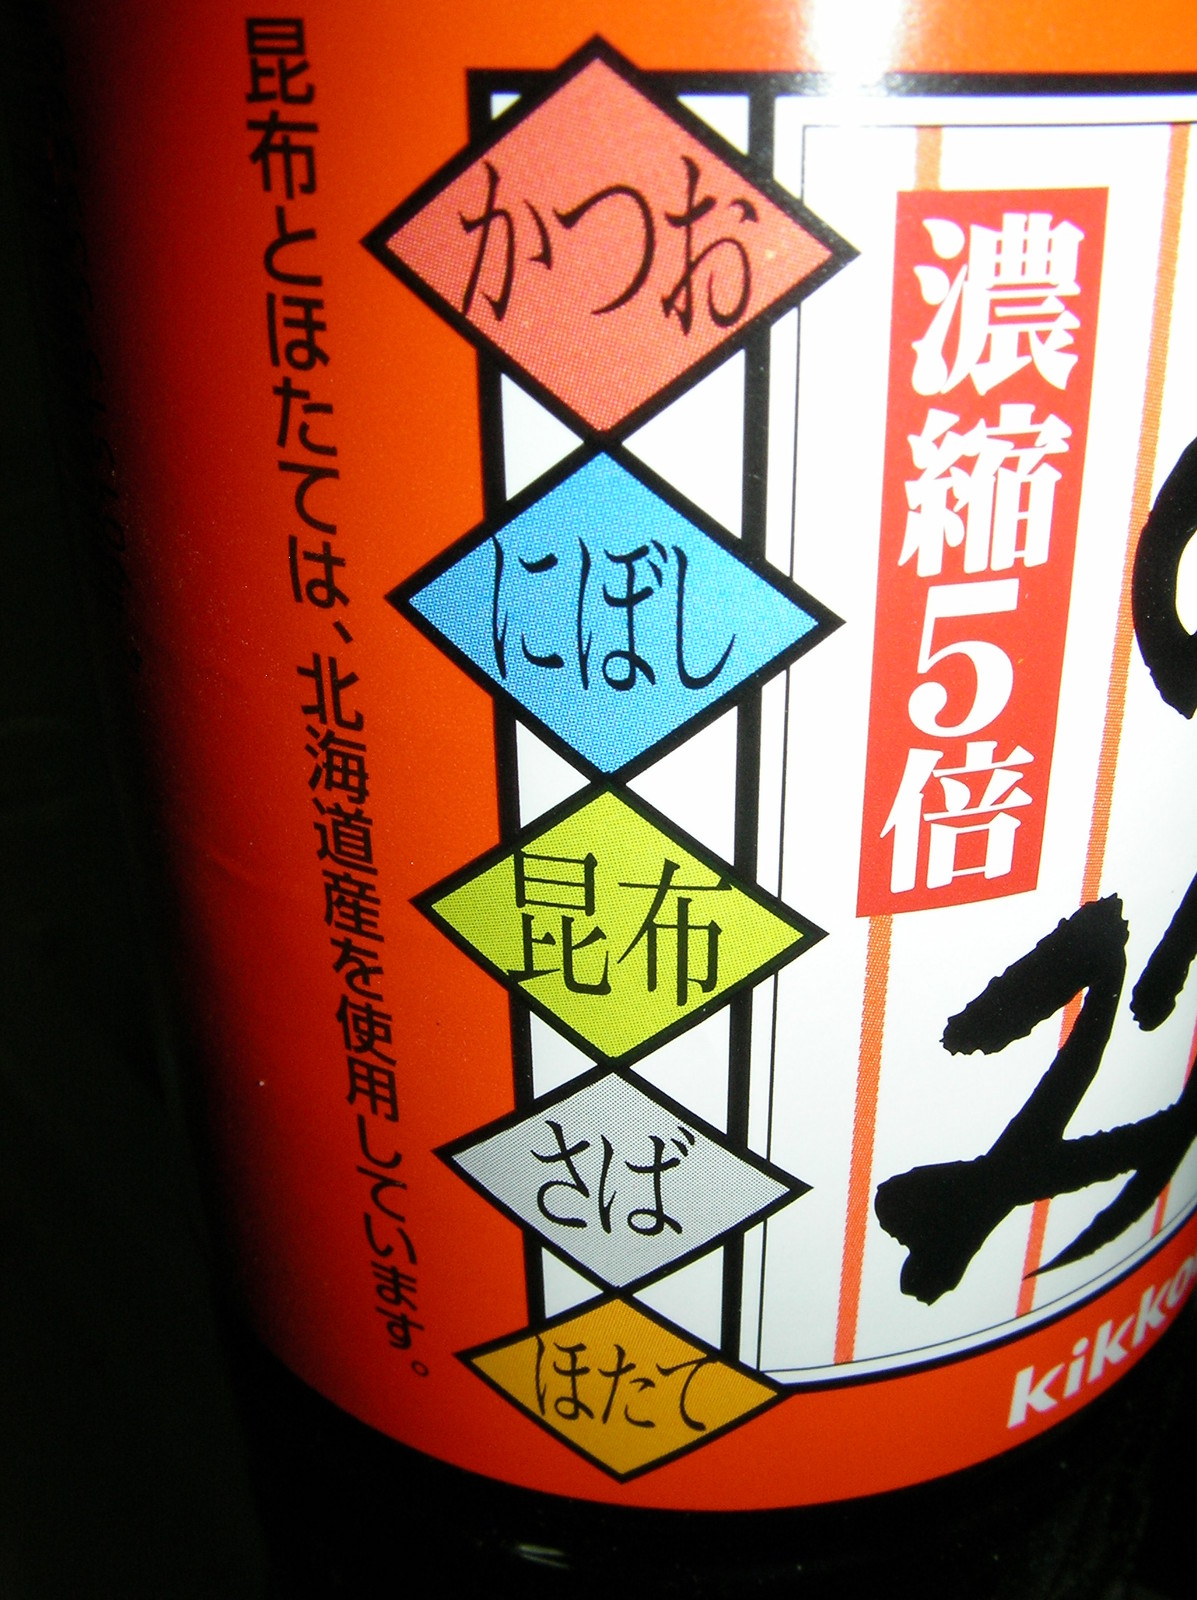 昆布とほたては、北海道産を使用しています。
かつお
にぼし
昆布
さば
ほたて
濃縮5倍
kikko